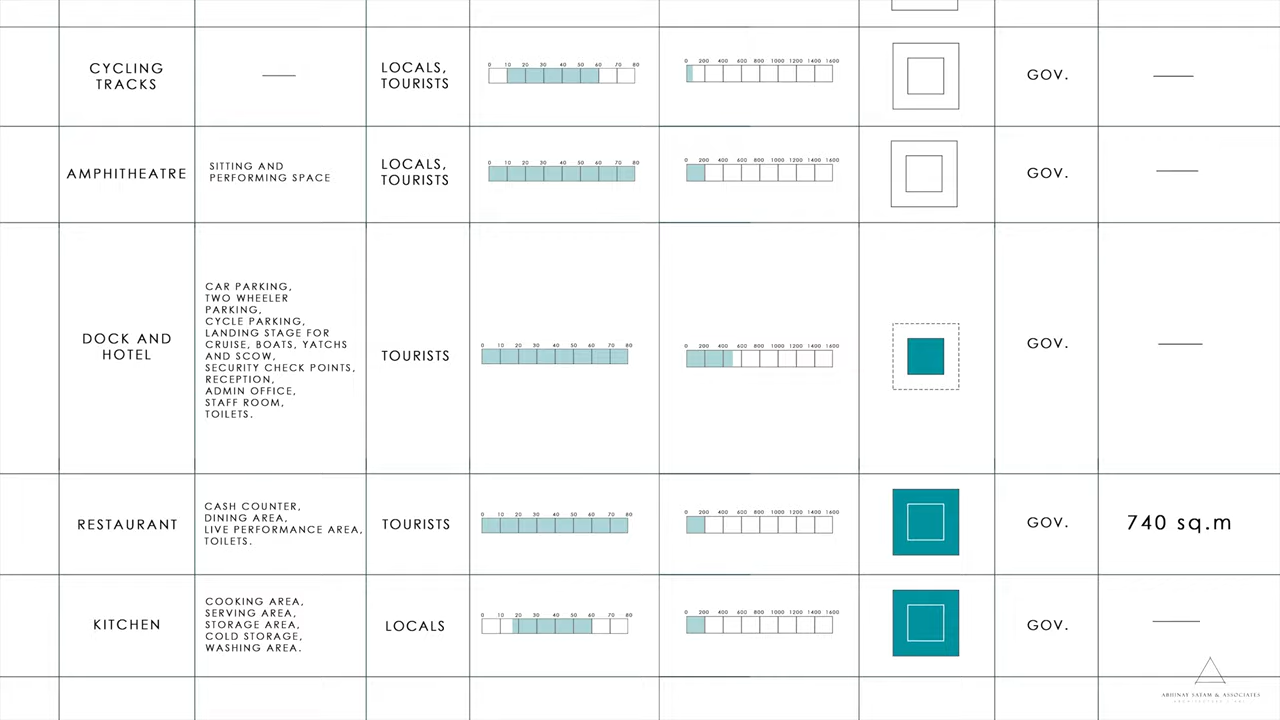 CYCLING
TRACKS
LOCALS,
TOURISTS
0 10 20 30 40 50 60 70 80
0 200 400 600 800 1000 1200 1400 1600
GOV.
AMPHITHEATRE
SITTING AND
PERFORMING SPACE
LOCALS,
TOURISTS
0 10 20 30 40 50 60 70 80
0 200 400 600 800 1000 1200 1400 1600
GOV.
DOCK AND
HOTEL
CAR PARKING,
TWO WHEELER
PARKING,
CYCLE PARKING,
LANDING STAGE FOR
CRUISE, BOATS, YATCHS
AND SCOW,
SECURITY CHECK POINTS,
RECEPTION,
ADMIN OFFICE,
STAFF ROOM,
TOILETS.
TOURISTS
0 10 20 30 40 50 60 70 80
0 200 400 600 800 1000 1200 1400 1600
GOV.
RESTAURANT
CASH COUNTER,
DINING AREA,
LIVE PERFORMANCE AREA,
TOILETS.
TOURISTS
0 10 20 30 40 50 60 70 80
0 200 400 600 800 1000 1200 1400 1600
GOV.
740 sq.m
KITCHEN
COOKING AREA,
SERVING AREA,
STORAGE AREA,
COLD STORAGE,
WASHING AREA.
LOCALS
0 10 20 30 40 50 60 70 80
0 200 400 600 800 1000 1200 1400 1600
GOV.
ABHINAV SATAM & ASSOCIATES